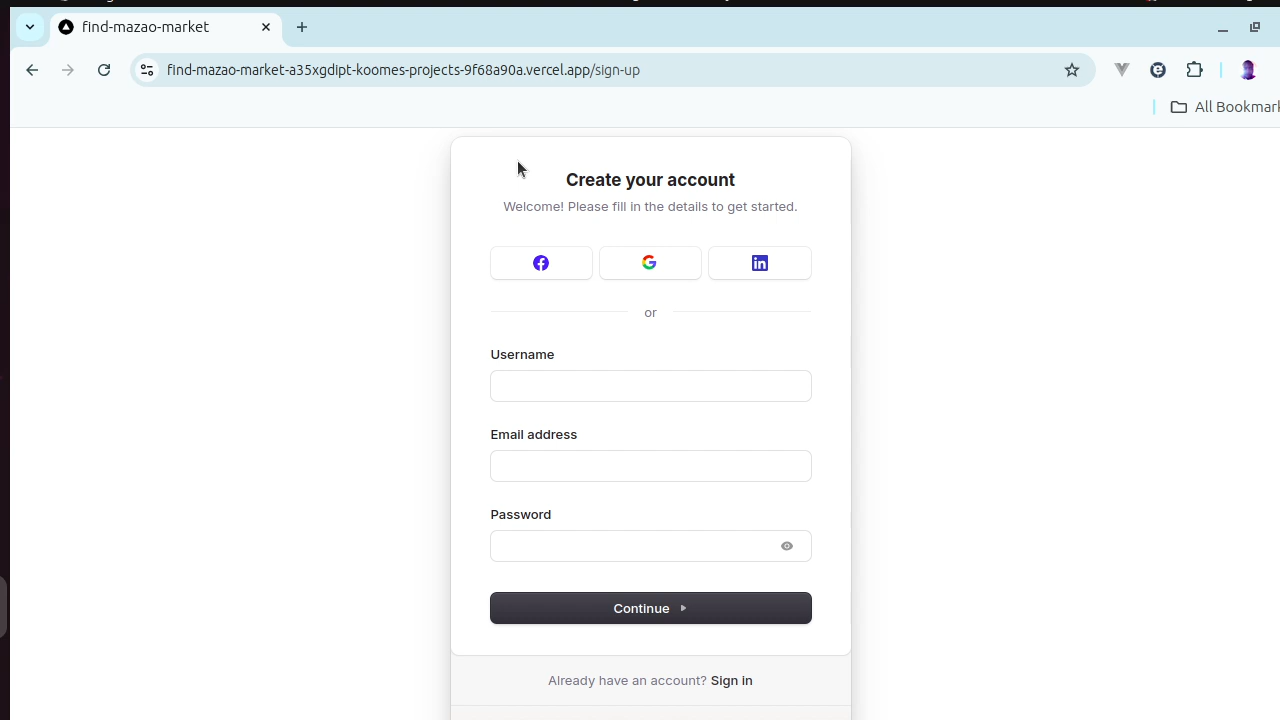 find-mazao-market
find-mazao-market-a35xgdipt-koomes-projects-9f68a90a.vercel.app/sign-up
All Bookmark
Create your account
Welcome! Please fill in the details to get started.
or
Username
Email address
Password
Continue
Already have an account? Sign in